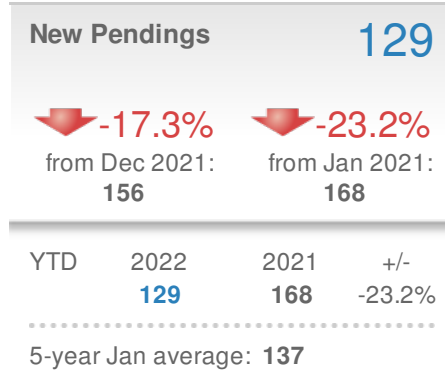 New Pendings 129
-17.3% -23.2%
from Dec 2021: from Jan 2021:
156 168
YTD 2022 2021 +/-
129 168 -23.2%
5-year Jan average: 137